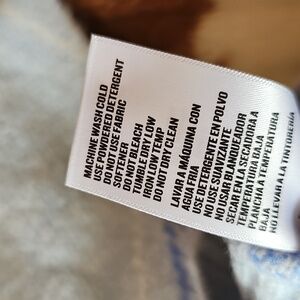 MACHINE WASH COLD
USE POWDERED DETERGENT
DO NOT USE FABRIC
SOFTENER
DO NOT BLEACH
TUMBLE DRY LOW
IRON LOW TEMP
DO NOT DRY CLEAN
LAVAR A MÁQUINA CON
AGUA FRIA
USE DETERGENTE EN POLVO
NO USE SUAVIZANTE
NO USAR BLANQUEADOR
SECAR EN LA SECADORA A
TEMPERATURA BAJA
PLANCHA A TEMPERATURA
BAJA
NO LLEVAR A LA TINTORERÍA